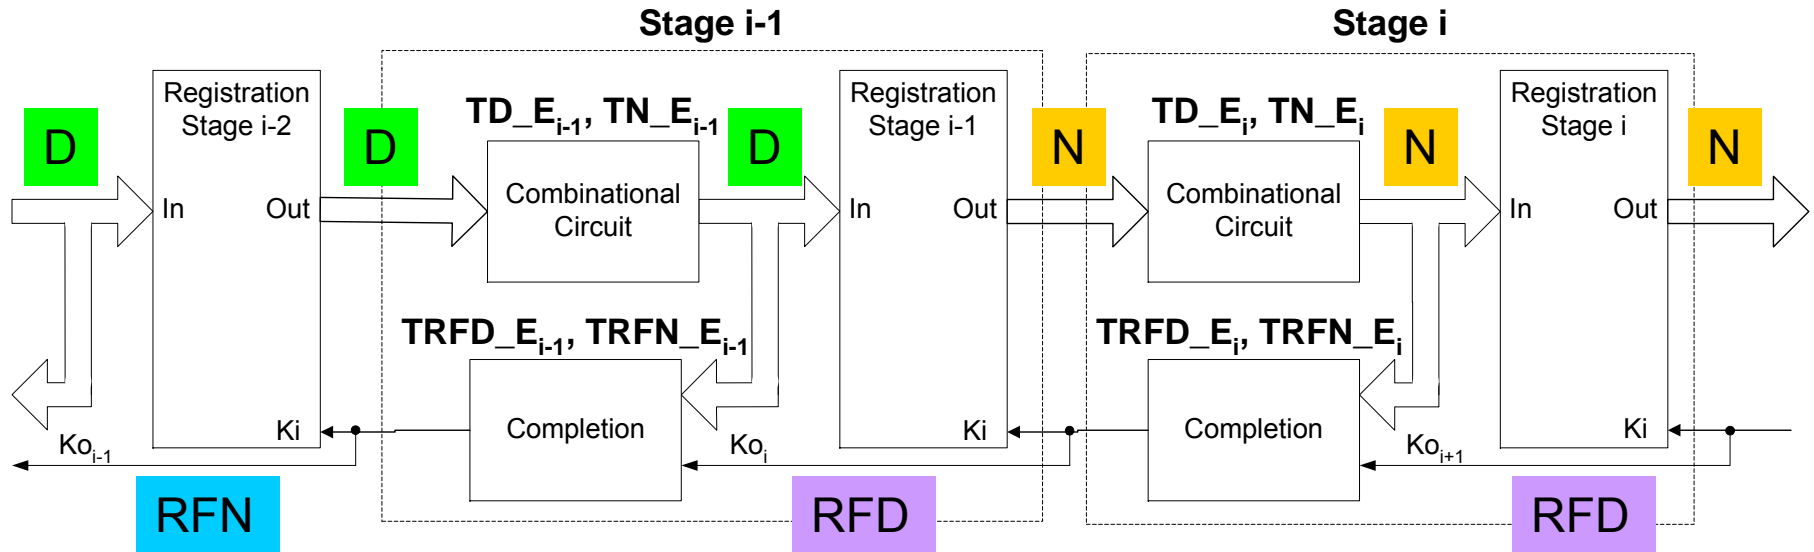 Stage i-1
Stage i
Registration
Stage i-2
Registration
Stage i-1
Registration
Stage i
D
D
TD_Ei-1, TN_Ei-1
D
N
TD_Ei, TN_Ei
N
N
In
Out
Combinational
Circuit
In
Out
Combinational
Circuit
In
Out
TRFD_Ei-1, TRFN_Ei-1
TRFD_Ei, TRFN_Ei
Ki
Completion
Ki
Completion
Ki
Koi-1
Koi
Koi+1
RFN
RFD
RFD